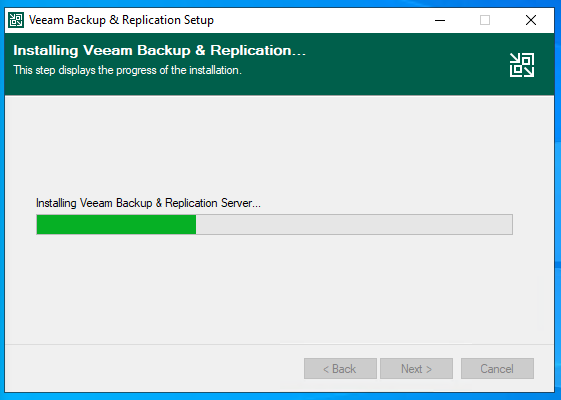 Veeam Backup & Replication Setup
Installing Veeam Backup & Replication...
This step displays the progress of the installation.
Installing Veeam Backup & Replication Server...
< Back
Next >
Cancel